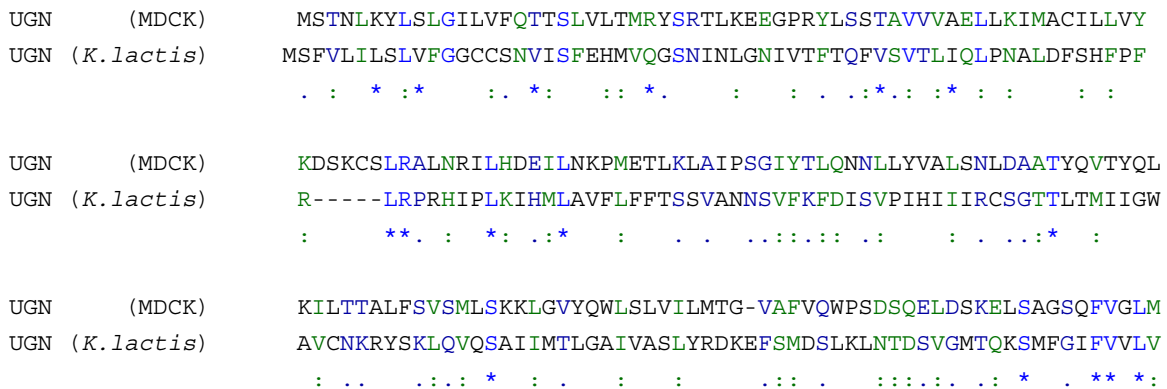 UGN (MDCK) MSTNLKYLSLGILVFQTTSLVLTMRYSRTLKEEGPRYLSSTAVVVAELLKIMACILLVY
UGN (K.lactis) MSFVLILSLVFGGCCSNVISFEHMVQGSNINLGNIVTFTQFVSVTLIQLPNALDFSHFPF
. : * :* :. *: :: *. : : . .:*.: :* : : : :
UGN (MDCK) KDSKCSLRALNRILHDEILNKPMETLKLAIPSGIYTLQNNLLYVALSNLDAATYQVTYQL
UGN (K.lactis) R-----LRPRHIPLKIHMLAVFLFFTSSVANNSVFKFDISVPIHIIIRCSGTTLTMIIGW
: **. : *: .:* : . . ..::.:: .: : . ..:* :
UGN (MDCK) KILTTALFSVSMLSKKLGVYQWLSLVILMTG-VAFVQWPSDSQELDSKELSAGSQFVGLM
UGN (K.lactis) AVCNKRYSKLQVQSAIIMTLGAIVASLYRDKEFSMDSLKLNTDSVGMTQKSMFGIFVVLV
: .. .:.: * : . : : .:: . :::.:. .: * . ** *: